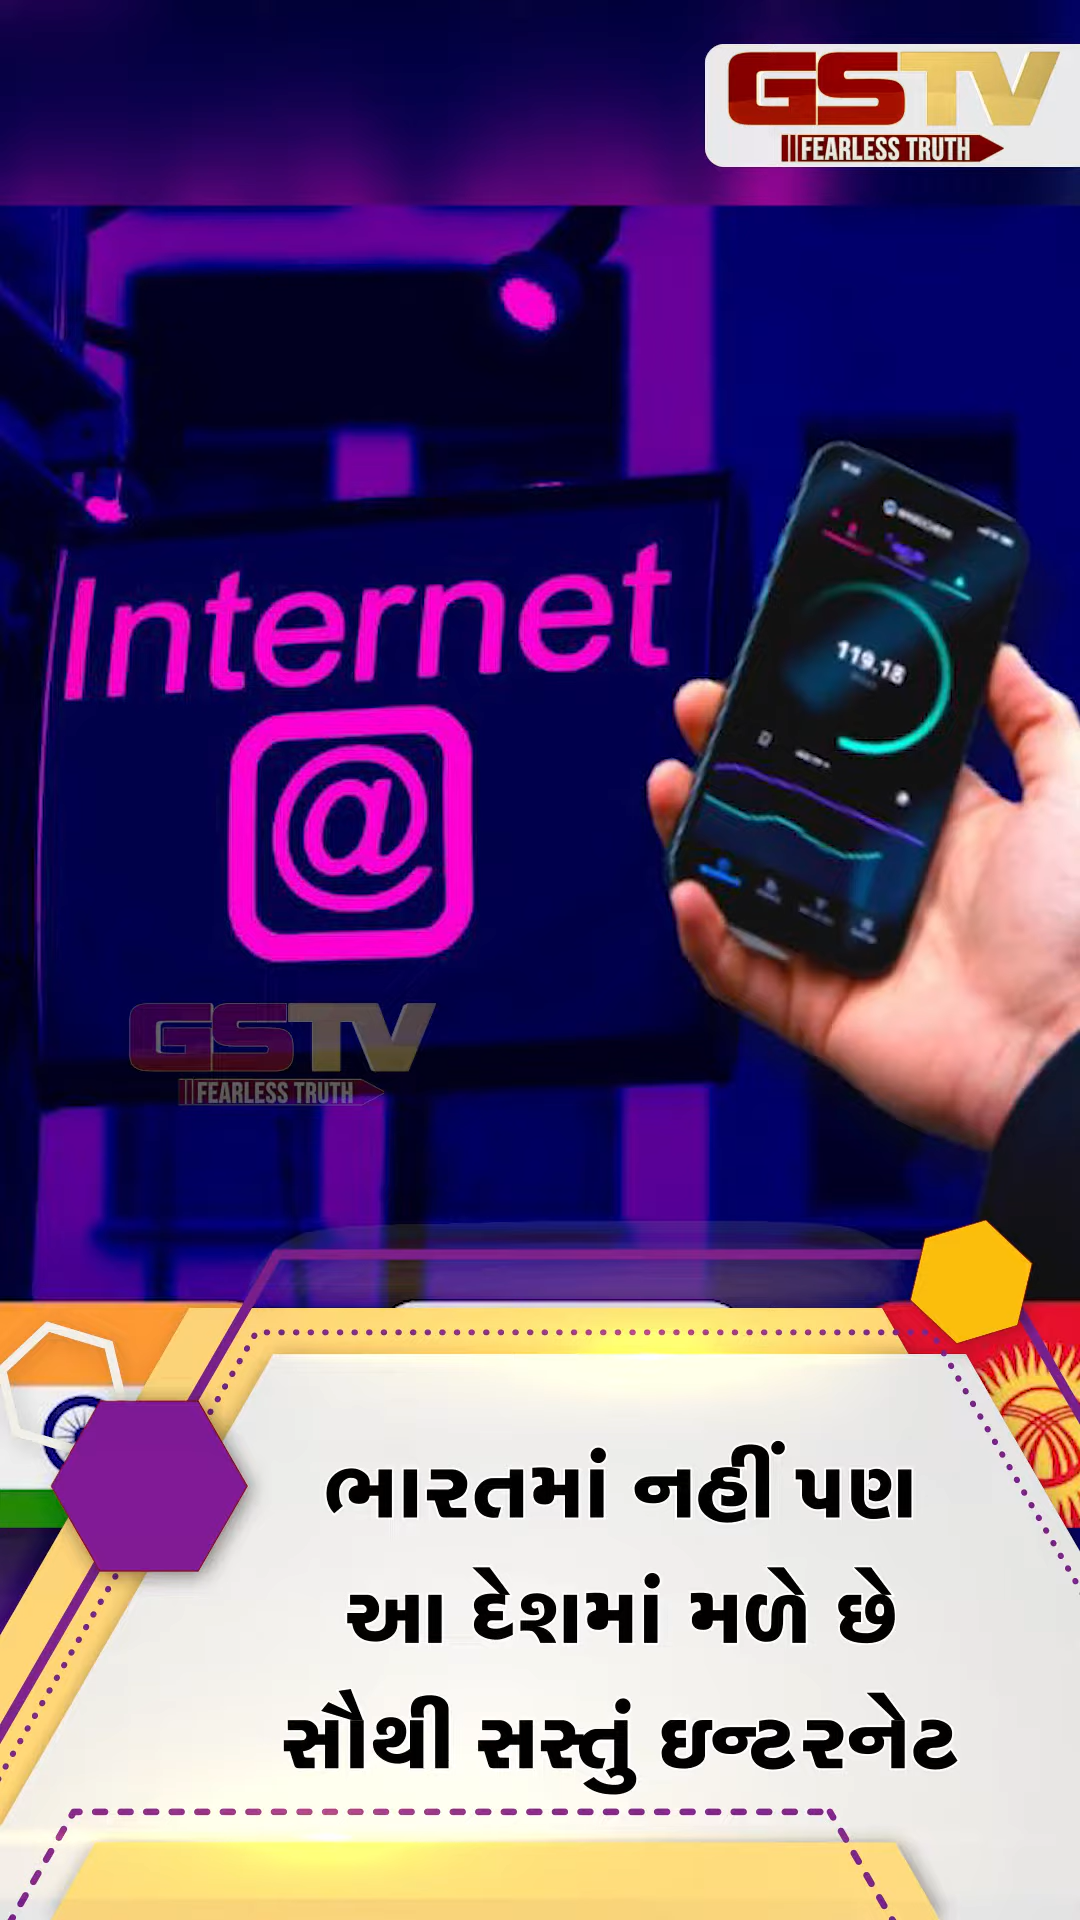 GSTV
FEARLESS TRUTH
Internet
@
119.18
GSTV
FEARLESS TRUTH
ભારતમાં નહીં પણ
આ દેશમાં મળે છે
સૌથી સસ્તું ઇન્ટરનેટ